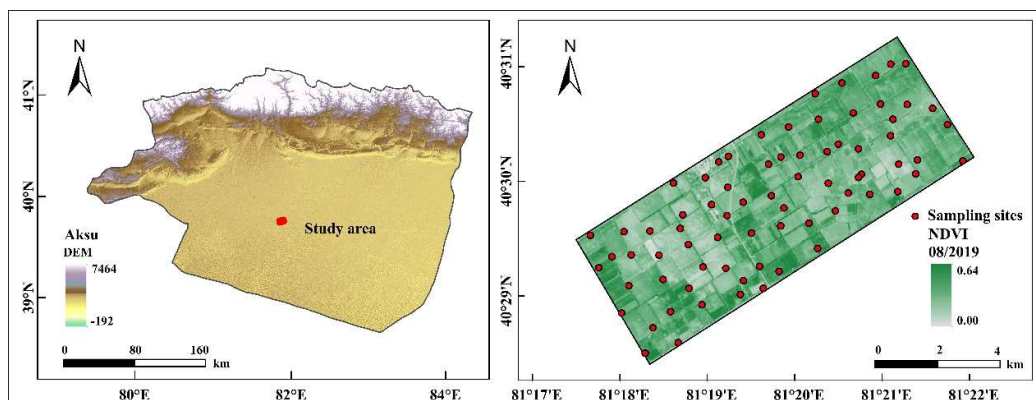 N
41°N
40°N
39°N
Study area
Aksu
DEM
7464
-192
0 80 160
km
80°E 82°E 84°E
N
40°31'N
40°30'N
40°29'N
Sampling sites
NDVI
08/2019
0.64
0.00
0 2 4
km
81°17'E 81°18'E 81°19'E 81°20'E 81°21'E 81°22'E